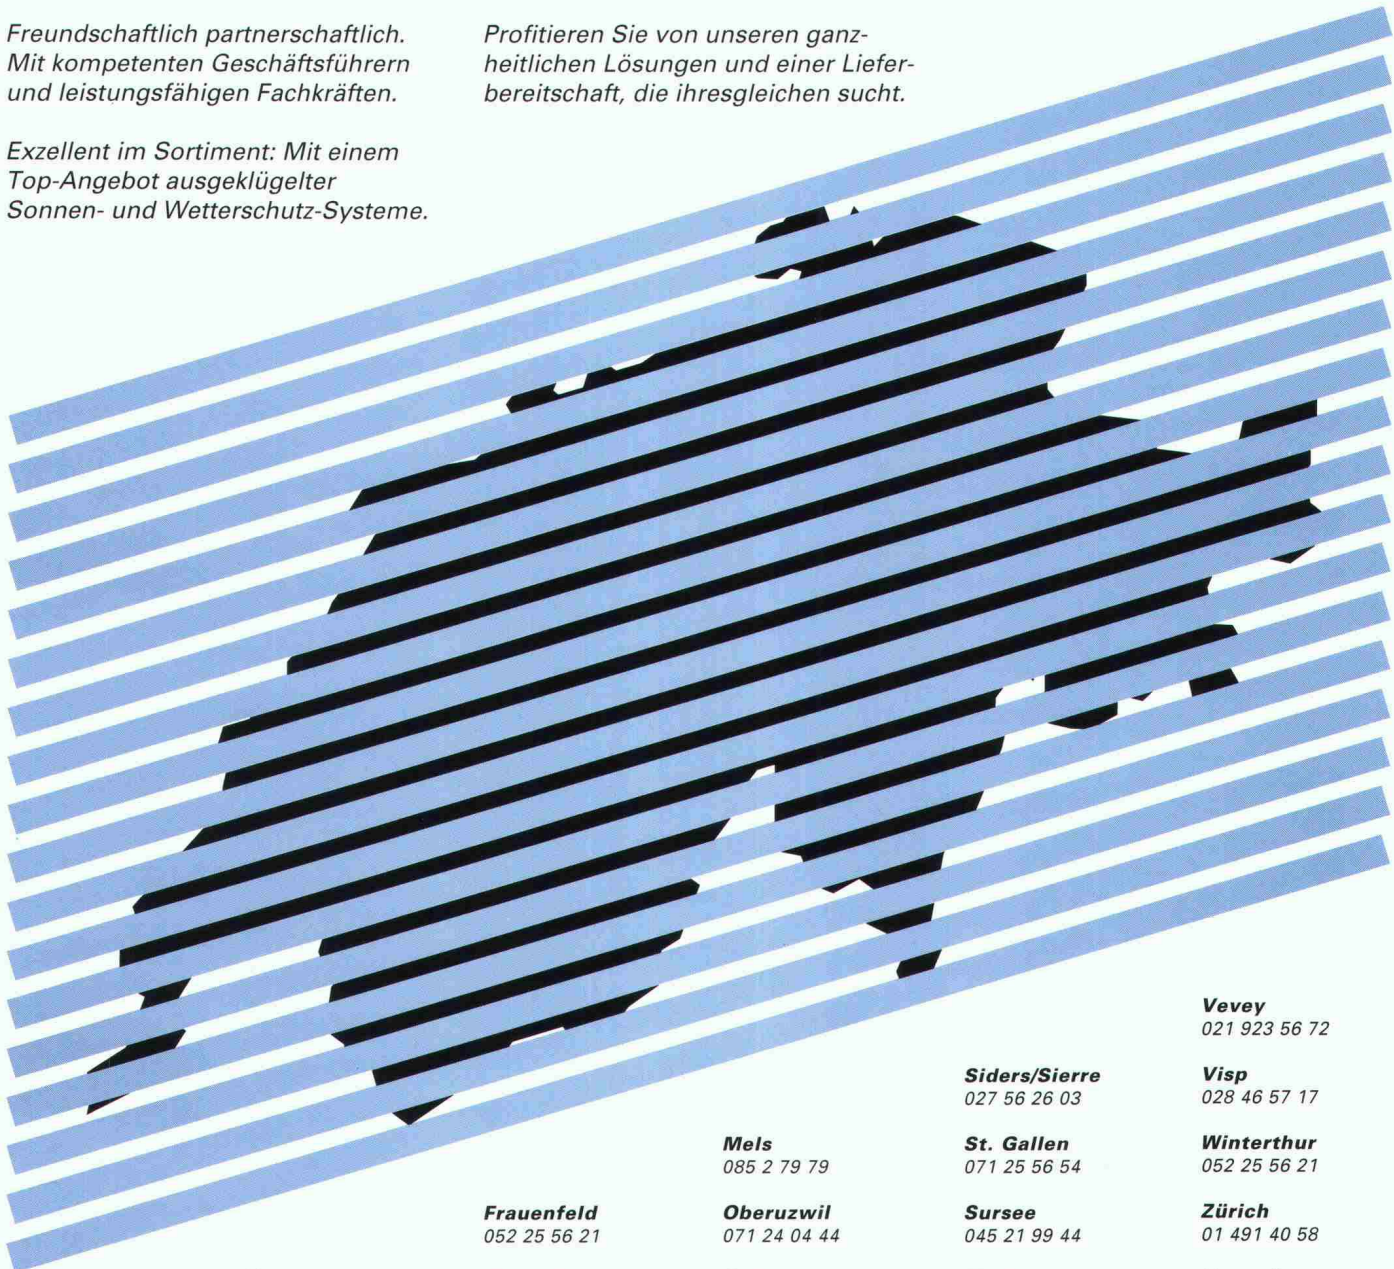 Freundschaftlich partnerschaftlich.
Mit kompetenten Geschäftsführern
und leistungsfähigen Fachkräften.
Exzellent im Sortiment: Mit einem
Top-Angebot ausgeklügelter
Sonnen- und Wetterschutz-Systeme.
Profitieren Sie von unseren ganz-
heitlichen Lösungen und einer Liefer-
bereitschaft, die ihresgleichen sucht.
Frauenfeld
052 25 56 21
Mels
085 2 79 79
Oberuzwil
071 24 04 44
Siders/Sierre
027 56 26 03
St. Gallen
071 25 56 54
Sursee
045 21 99 44
Vevey
021 923 56 72
Visp
028 46 57 17
Winterthur
052 25 56 21
Zürich
01 491 40 58